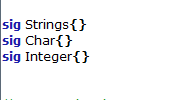 sig Strings{}
sig Char{}
sig Integer{}